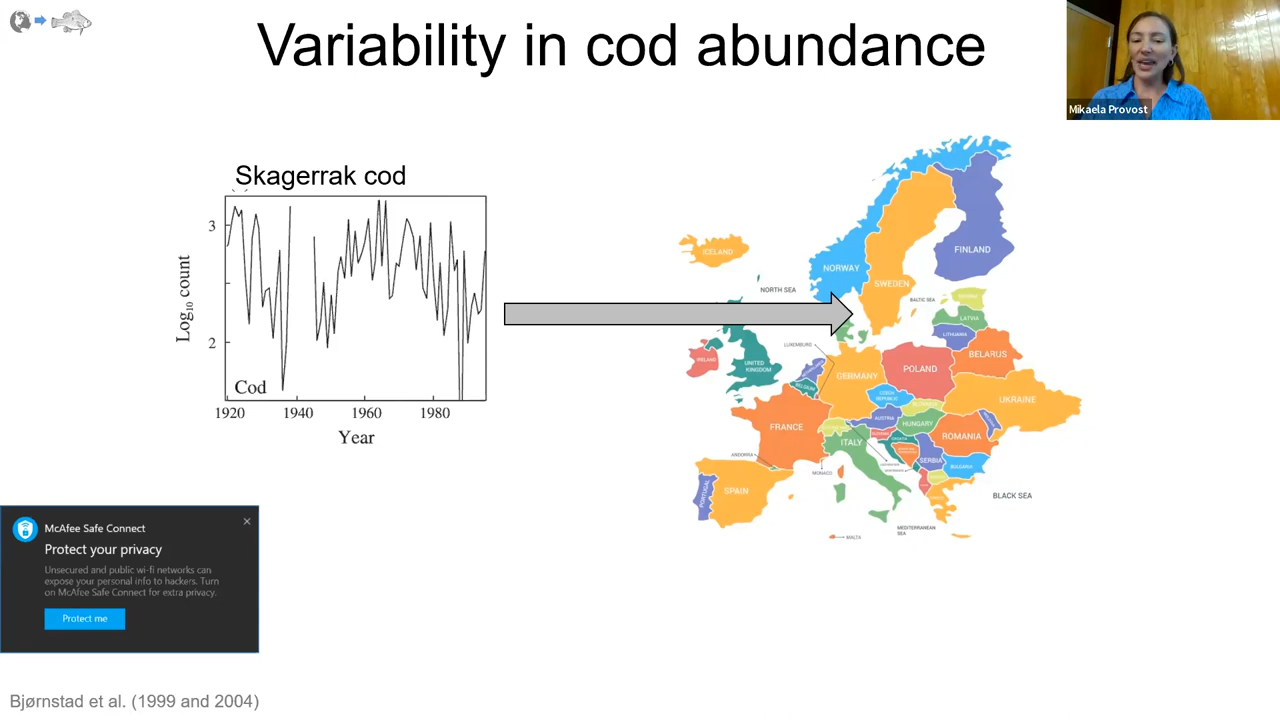 Variability in cod abundance
Mikaela Provost
Skagerrak cod
3
2
Log10 count
Cod
1920 1940 1960 1980
Year
ICELAND
NORWAY
SWEDEN
FINLAND
NORTH SEA
BALTIC SEA
LATVIA
LITHUANIA
BELARUS
IRELAND
UNITED
KINGDOM
LUXEMBURG
BELGIUM
GERMANY
POLAND
CZECH
REPUBLIC
UKRAINE
FRANCE
AUSTRIA
HUNGARY
ITALY
ROMANIA
SERBIA
BULGARIA
ANDORRA
MONACO
PORTUGAL
SPAIN
BLACK SEA
MEDITERRANEAN
SEA
MALTA
McAfee Safe Connect
Protect your privacy
Unsecured and public wi-fi networks can
expose your personal info to hackers. Turn
on McAfee Safe Connect for extra privacy.
Protect me
Bjørnstad et al. (1999 and 2004)